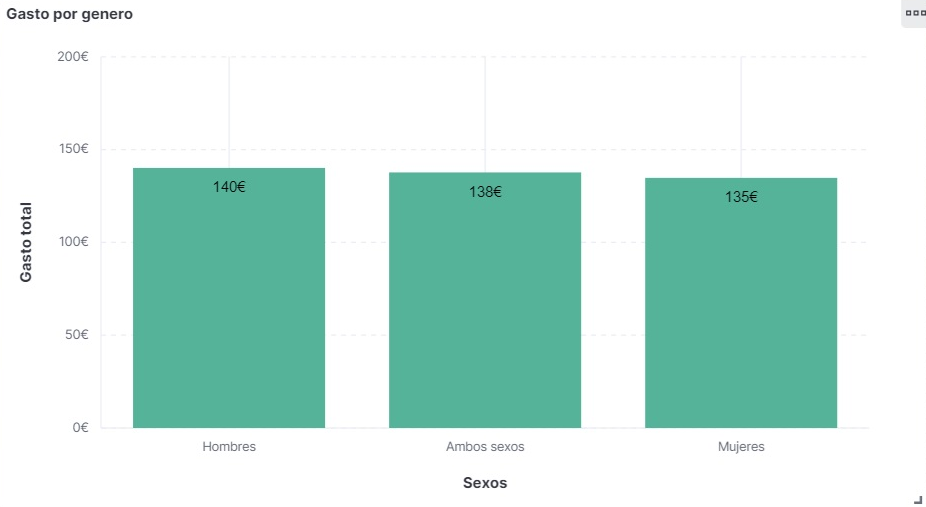 Gasto por genero
200€
150€
100€
50€
0€
Gasto total
140€
138€
135€
Hombres
Ambos sexos
Mujeres
Sexos